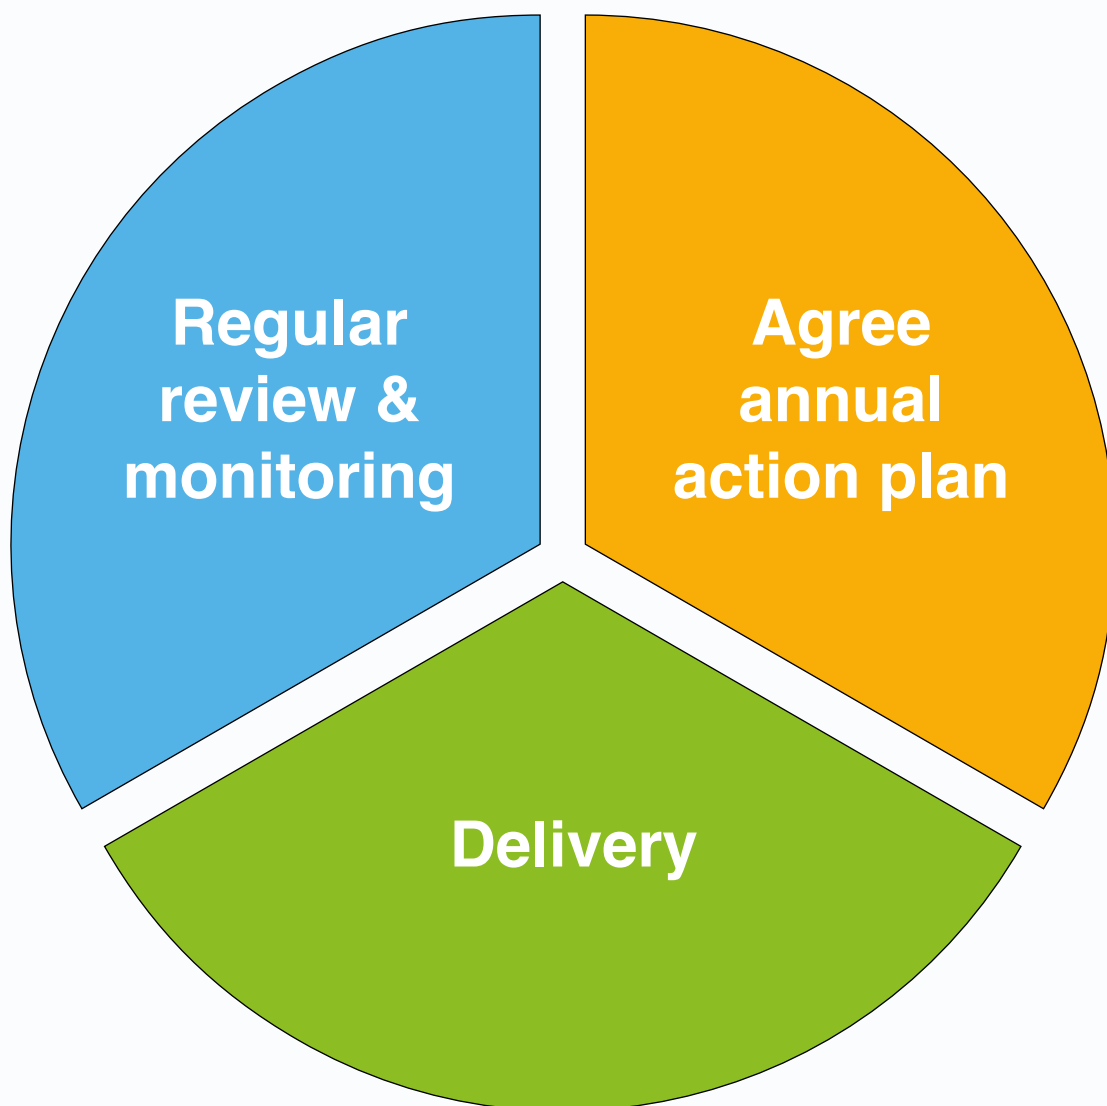 Regular
review &
monitoring
Agree
annual
action plan
Delivery